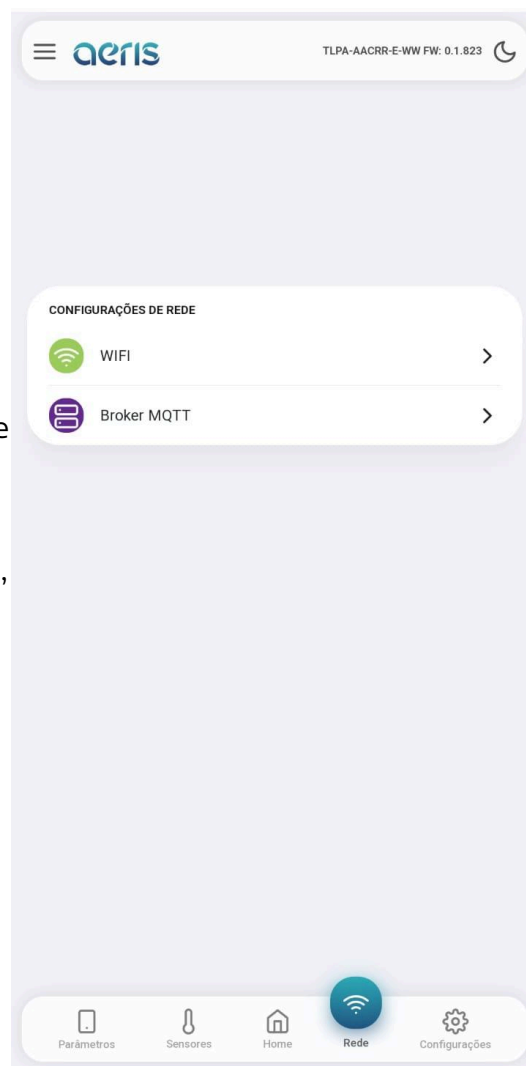 aeris
TLPA-AACRR-E-WW FW: 0.1.823
CONFIGURAÇÕES DE REDE
WIFI
Broker MQTT
e
,
Parâmetros
Sensores
Home
Rede
Configurações